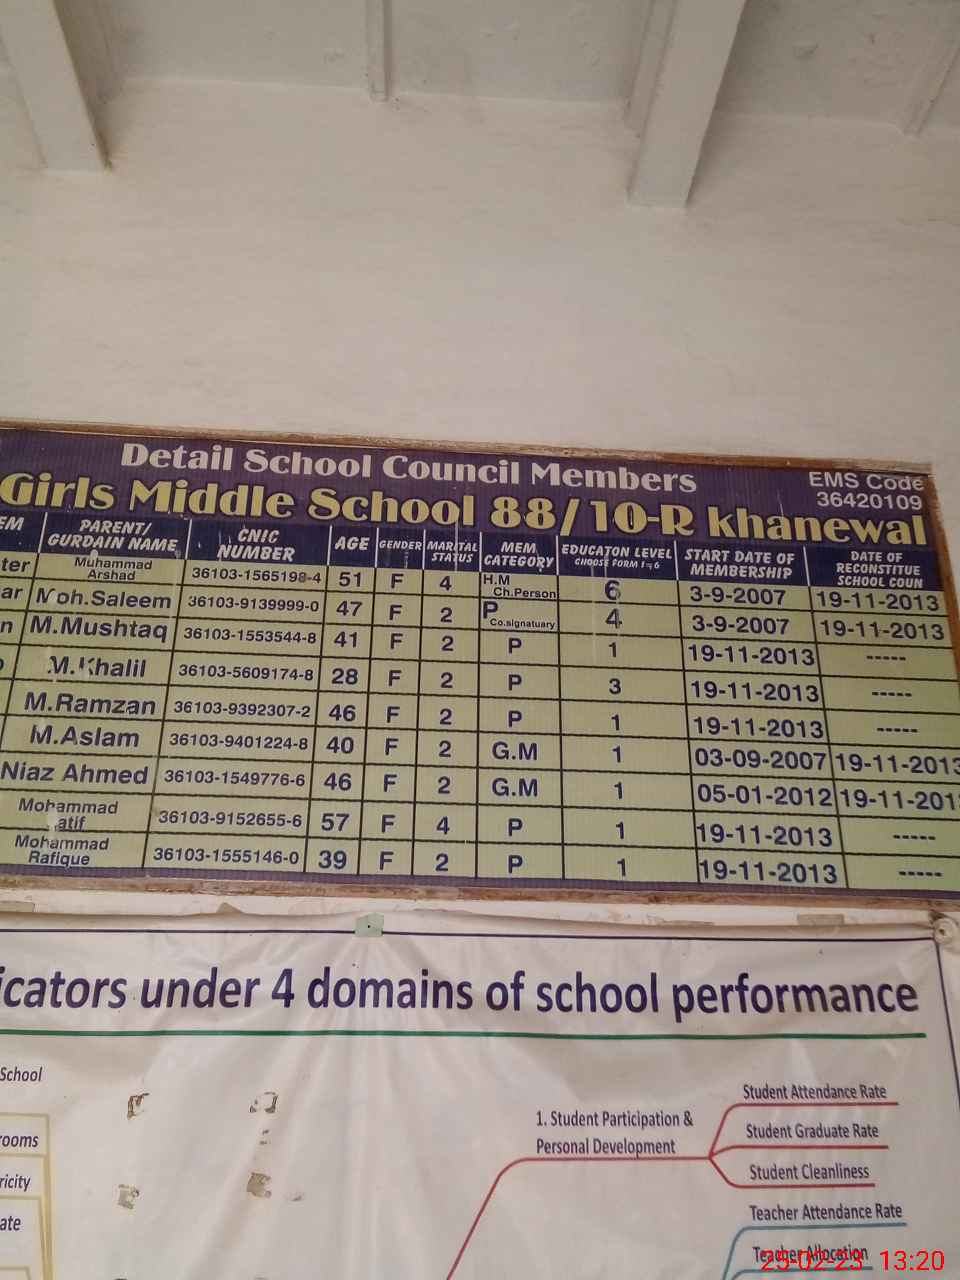 Detail School Council Members
EMS Code
36420109
Girls Middle School 88/10-R khanewal
EM PARENT/ GURDAIN NAME CNIC NUMBER AGE GENDER MARITAL STATUS MEM CATEGORY EDUCATON LEVEL CHOOSE FORM 1-6 START DATE OF MEMBERSHIP DATE OF RECONSTITUE SCHOOL COUN
ter Muhammad Arshad 36103-1565198-4 51 F 4 H.M Ch.Person 6 3-9-2007 19-11-2013
ar Moh.Saleem 36103-9139999-0 47 F 2 P Co.signatuary 4 3-9-2007 19-11-2013
n M.Mushtaq 36103-1553544-8 41 F 2 P 1 19-11-2013 -----
M.Khalil 36103-5609174-8 28 F 2 P 3 19-11-2013 -----
M.Ramzan 36103-9392307-2 46 F 2 P 1 19-11-2013 -----
M.Aslam 36103-9401224-8 40 F 2 G.M 1 03-09-2007 19-11-2013
Niaz Ahmed 36103-1549776-6 46 F 2 G.M 1 05-01-2012 19-11-201
Mohammad atif 36103-9152655-6 57 F 4 P 1 19-11-2013 -----
Mohammad Rafique 36103-1555146-0 39 F 2 P 1 19-11-2013 -----
icators under 4 domains of school performance
School
rooms
ricity
ate
1. Student Participation &
Personal Development
Student Attendance Rate
Student Graduate Rate
Student Cleanliness
Teacher Attendance Rate
Teacher Allocation
25-02-23 13:20